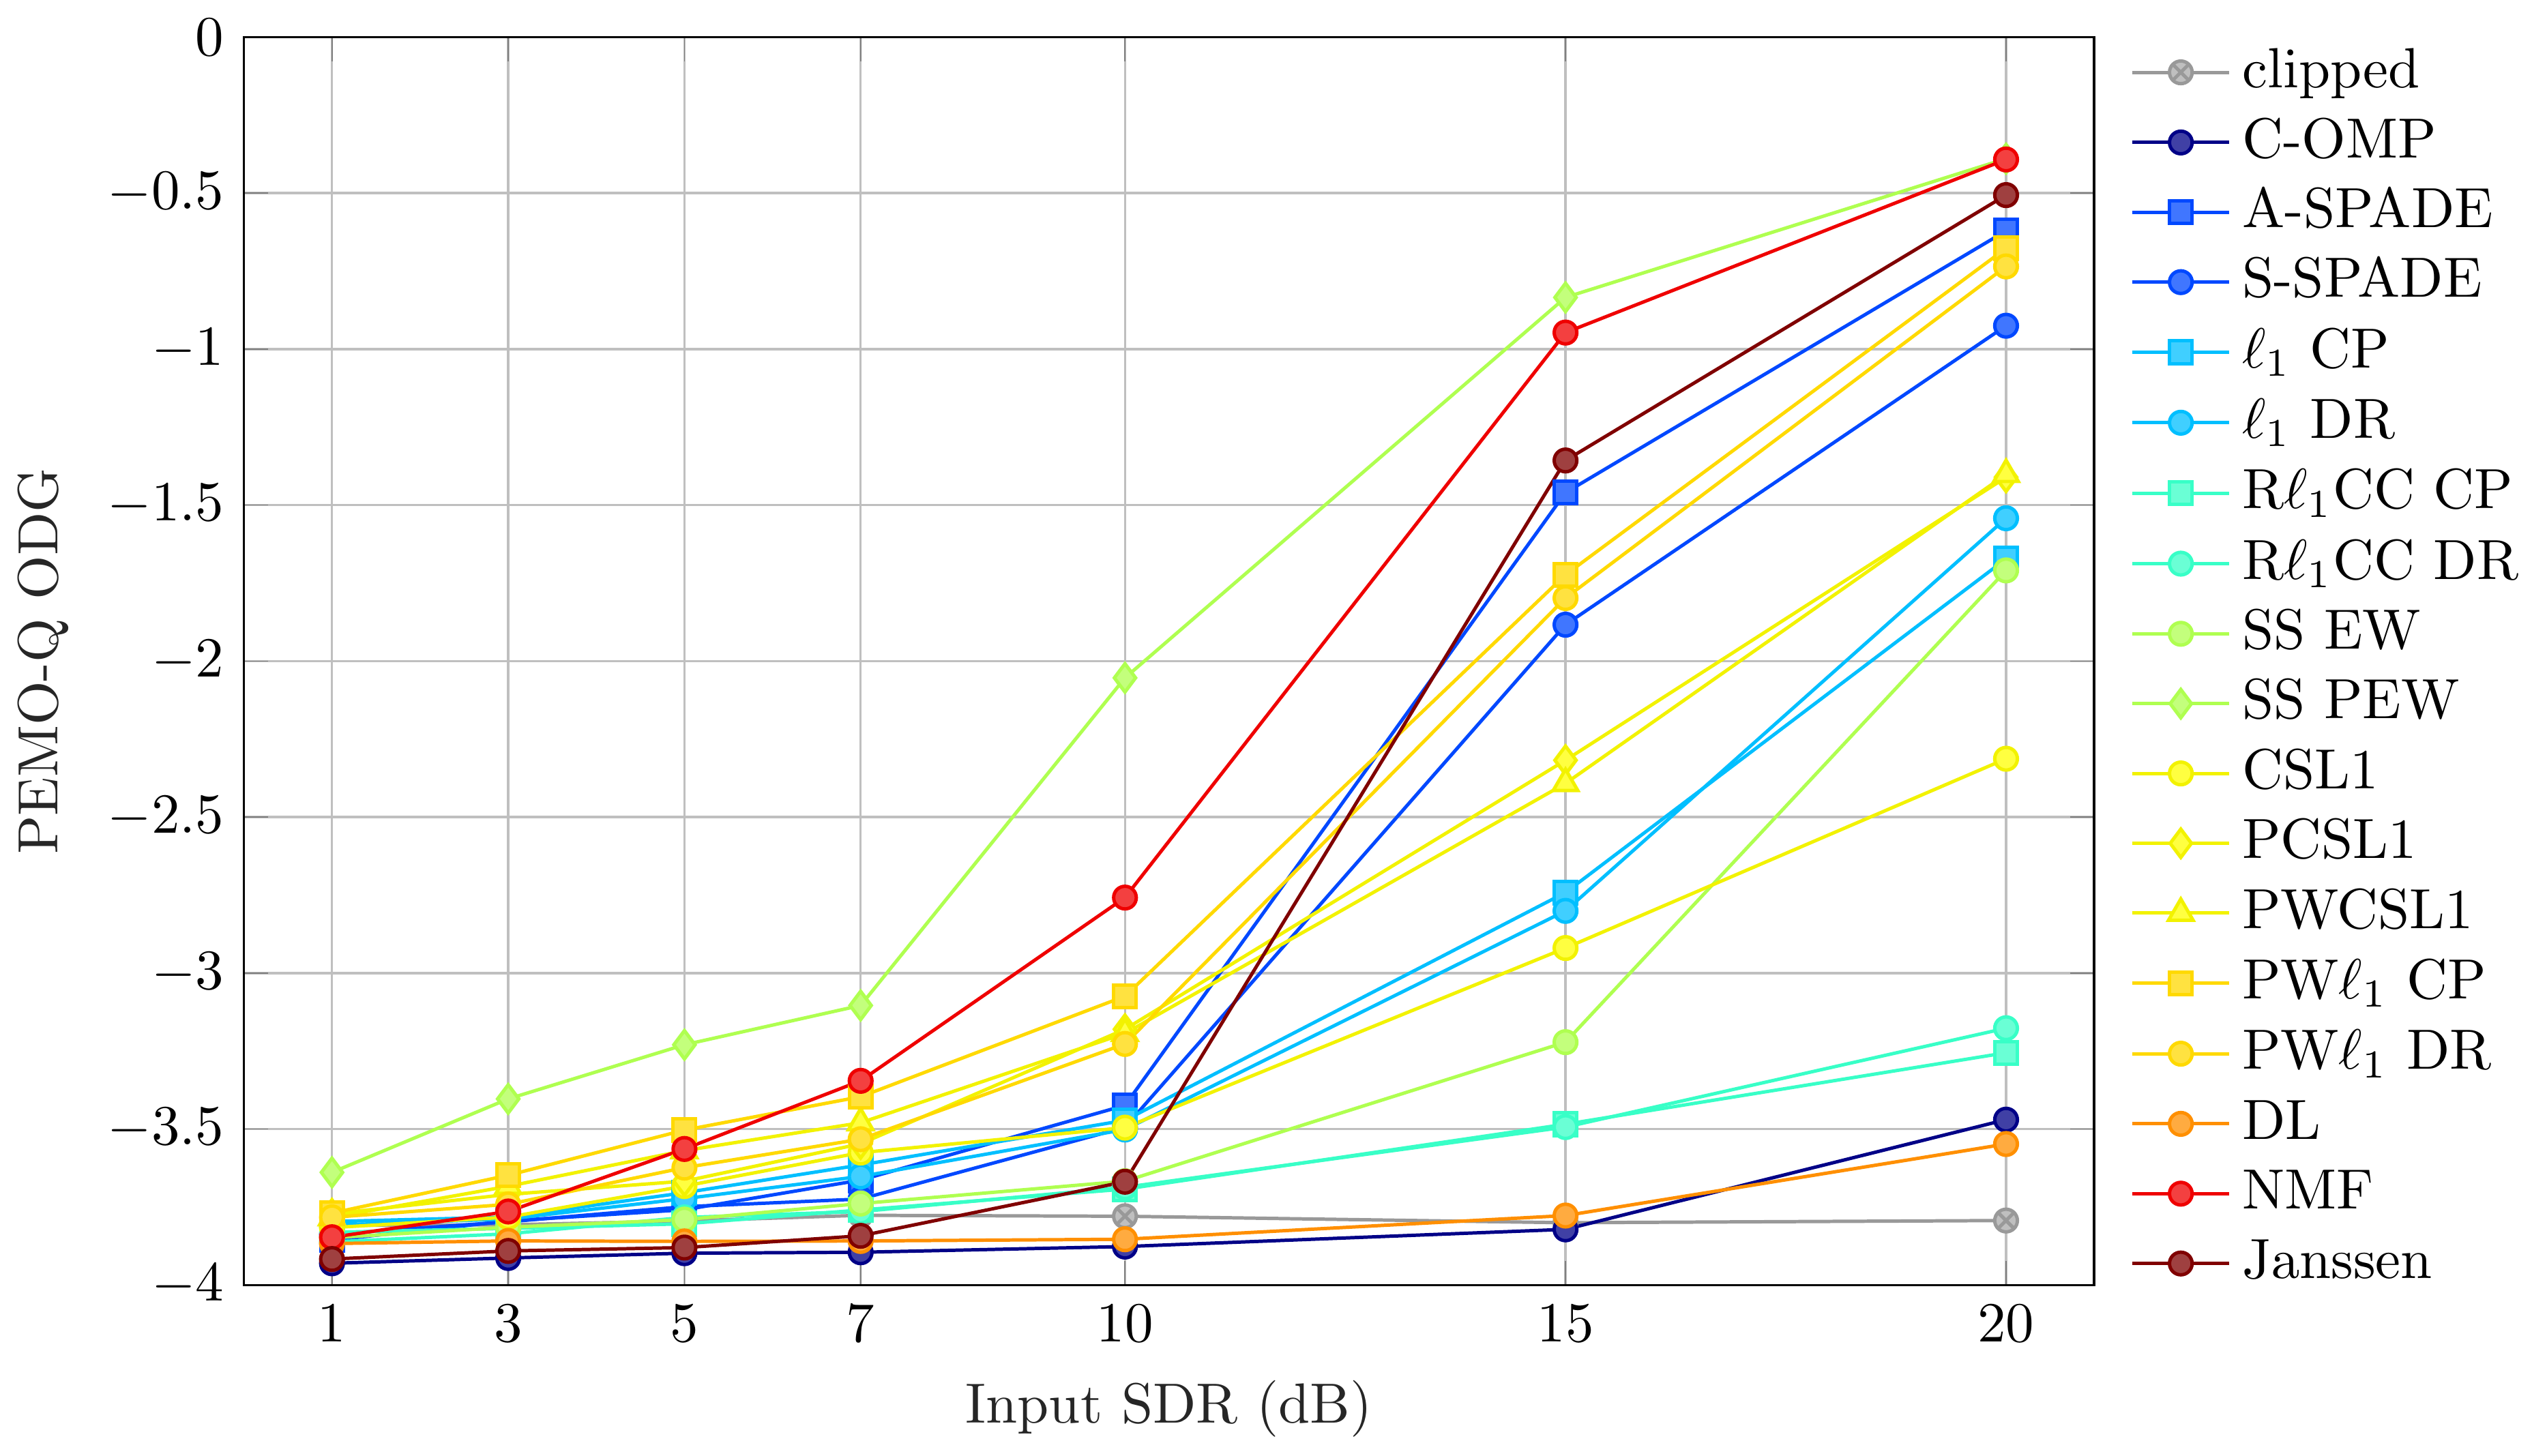 0
−0.5
−1
−1.5
−2
−2.5
−3
−3.5
−4
PEMO-Q ODG
1 3 5 7 10 15 20
Input SDR (dB)
clipped
C-OMP
A-SPADE
S-SPADE
ℓ₁ CP
ℓ₁ DR
Rℓ₁CC CP
Rℓ₁CC DR
SS EW
SS PEW
CSL1
PCSL1
PWCSL1
PWℓ₁ CP
PWℓ₁ DR
DL
NMF
Janssen